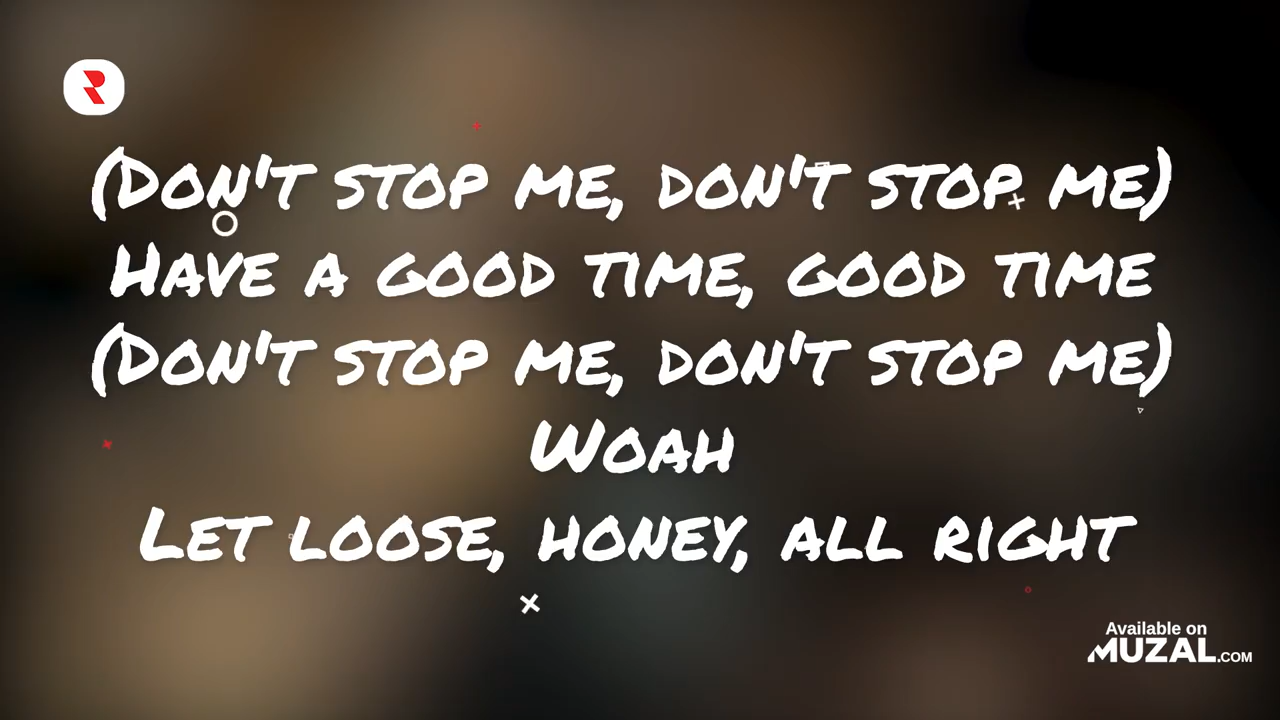 (Don't stop me, don't stop me)
Have a good time, good time
(Don't stop me, don't stop me)
Woah
Let loose, honey, all right
Available on
MUZAL.COM